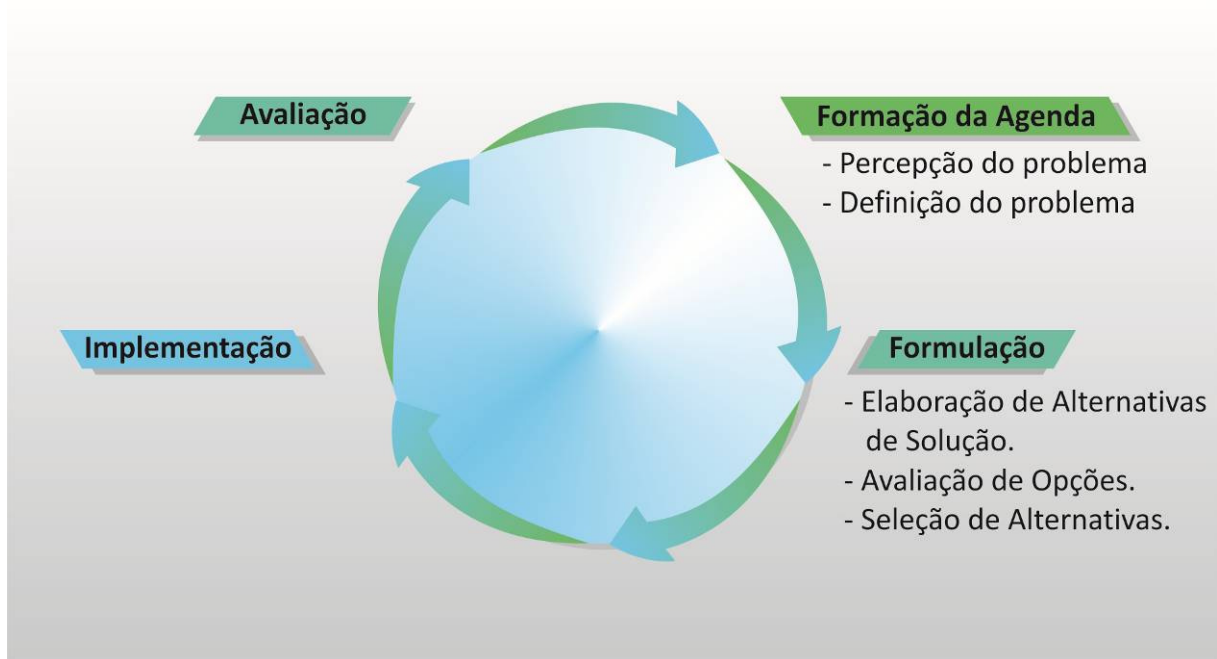 Avaliação
Formação da Agenda
- Percepção do problema
- Definição do problema
Implementação
Formulação
- Elaboração de Alternativas
de Solução.
- Avaliação de Opções.
- Seleção de Alternativas.